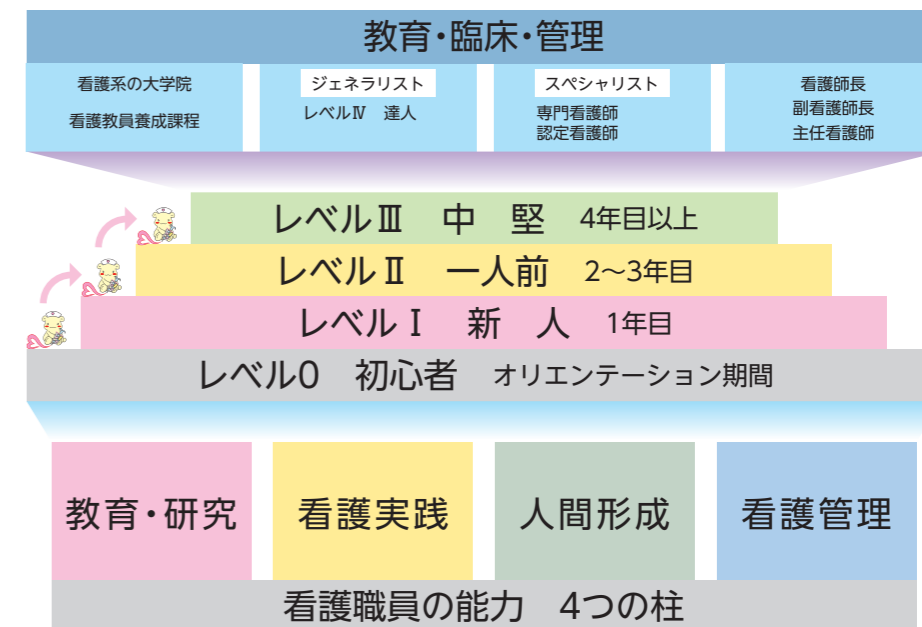 教育・臨床・管理
看護系の大学院
看護教員養成課程
ジェネラリスト
レベルⅣ　達人
スペシャリスト
専門看護師
認定看護師
看護師長
副看護師長
主任看護師
レベルⅢ　中　堅　4年目以上
レベルⅡ　一人前　2〜3年目
レベルⅠ　新　人　1年目
レベル0　初心者　オリエンテーション期間
教育・研究
看護実践
人間形成
看護管理
看護職員の能力　4つの柱